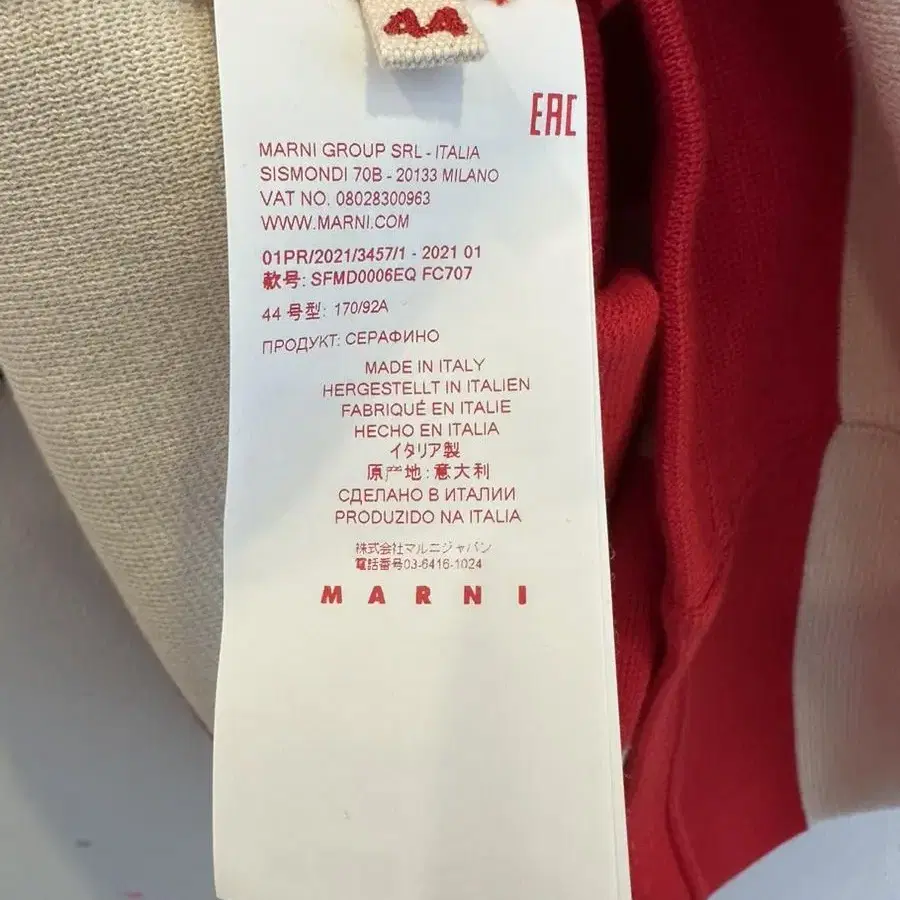 44
EAC
MARNI GROUP SRL - ITALIA
SISMONDI 70B - 20133 MILANO
VAT NO. 08028300963
WWW.MARNI.COM
01PR/2021/3457/1 - 2021 01
款号: SFMD0006EQ FC707
44 号型: 170/92A
ПРОДУКТ: СЕРАФИНО
MADE IN ITALY
HERGESTELLT IN ITALIEN
FABRIQUÉ EN ITALIE
HECHO EN ITALIA
イタリア製
原产地: 意大利
СДЕЛАНО В ИТАЛИИ
PRODUZIDO NA ITALIA
株式会社マルニジャパン
電話番号03-6416-1024
MARNI